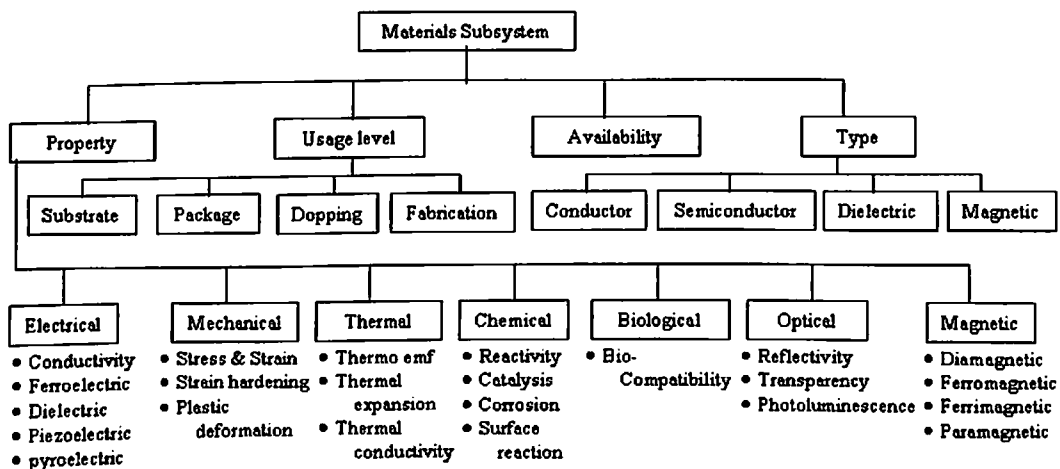 Materials Subsystem
Property
Usage level
Availability
Type
Substrate
Package
Dopping
Fabrication
Conductor
Semiconductor
Dielectric
Magnetic
Electrical
• Conductivity
• Ferroelectric
• Dielectric
• Piezoelectric
• pyroelectric
Mechanical
• Stress & Strain
• Strain hardening
• Plastic
deformation
Thermal
• Thermo emf
• Thermal
expansion
• Thermal
conductivity
Chemical
• Reactivity
• Catalysis
• Corrosion
• Surface
reaction
Biological
• Bio-
Compatibility
Optical
• Reflectivity
• Transparency
• Photoluminescence
Magnetic
• Diamagnetic
• Ferromagnetic
• Ferrimagnetic
• Paramagnetic